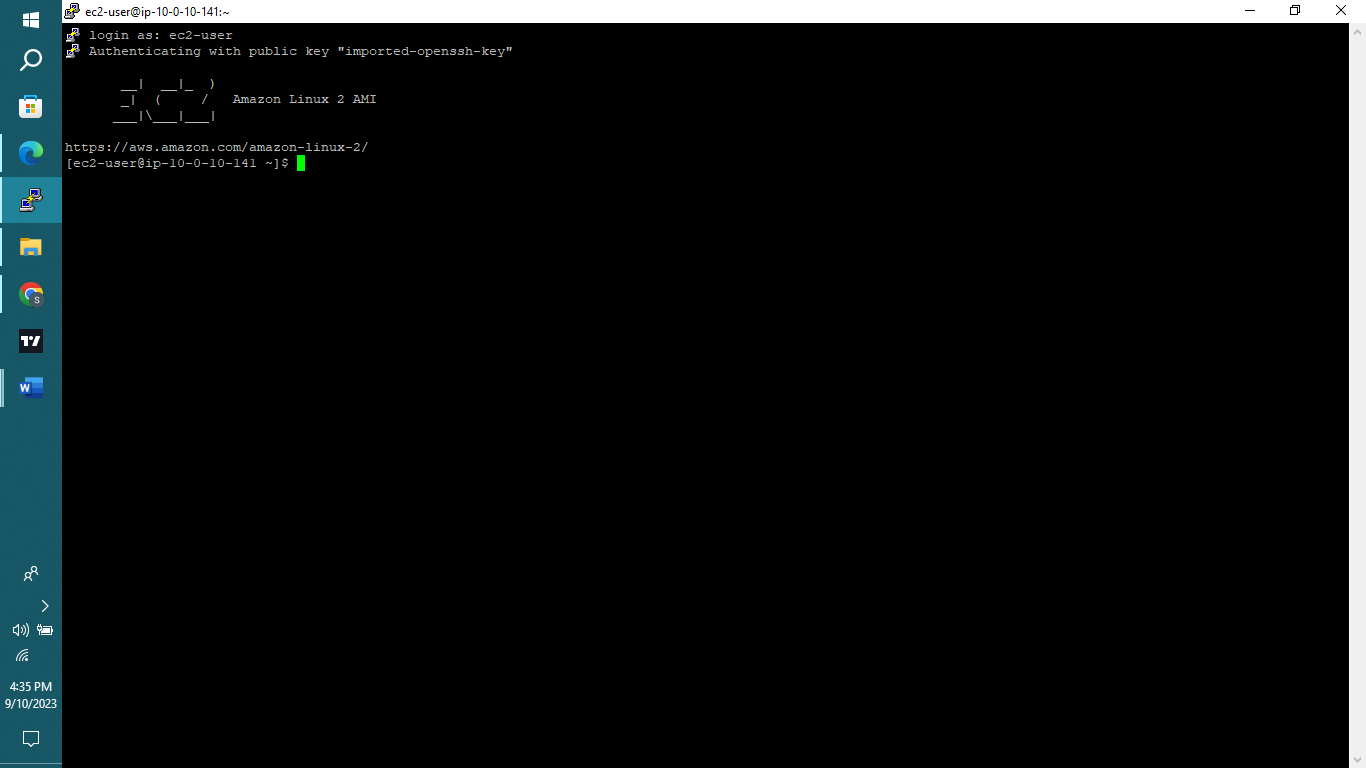 ec2-user@ip-10-0-10-141:~
login as: ec2-user
Authenticating with public key "imported-openssh-key"
       __|  __|_  )
       _|  (     /   Amazon Linux 2 AMI
      ___|\___|___|
https://aws.amazon.com/amazon-linux-2/
[ec2-user@ip-10-0-10-141 ~]$
S
W
4:35 PM
9/10/2023